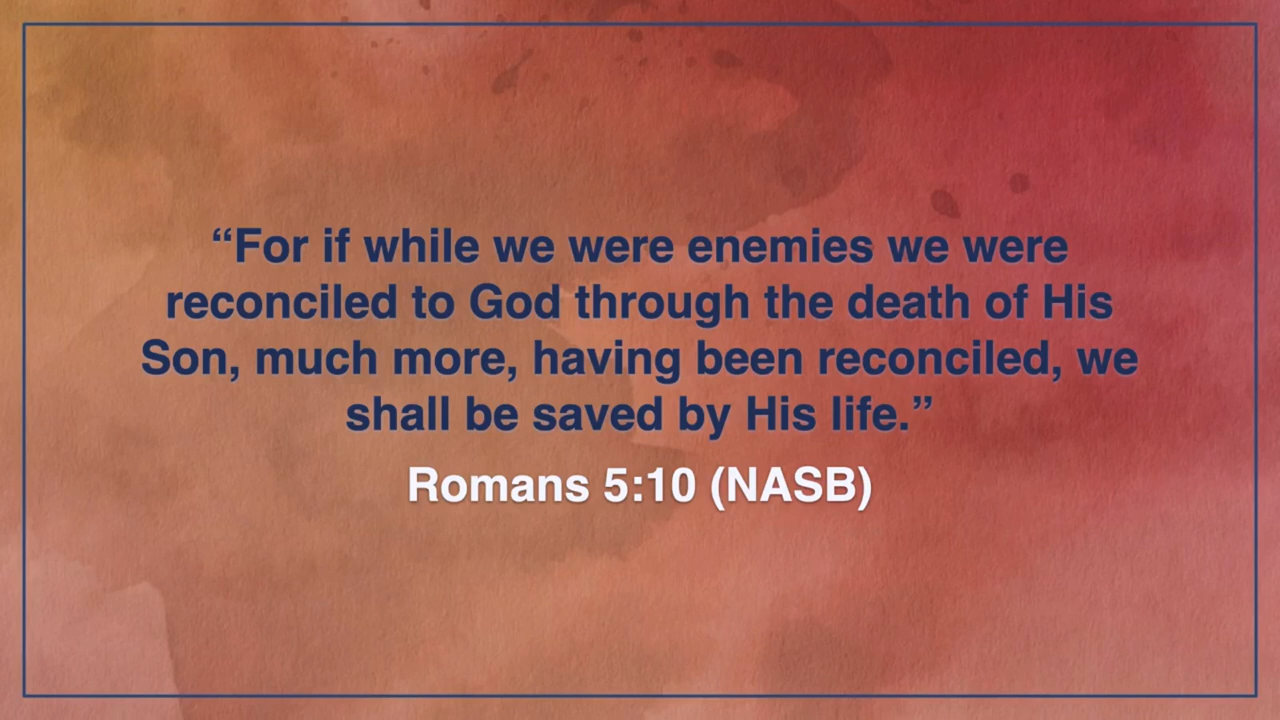 “For if while we were enemies we were
reconciled to God through the death of His
Son, much more, having been reconciled, we
shall be saved by His life.”
Romans 5:10 (NASB)